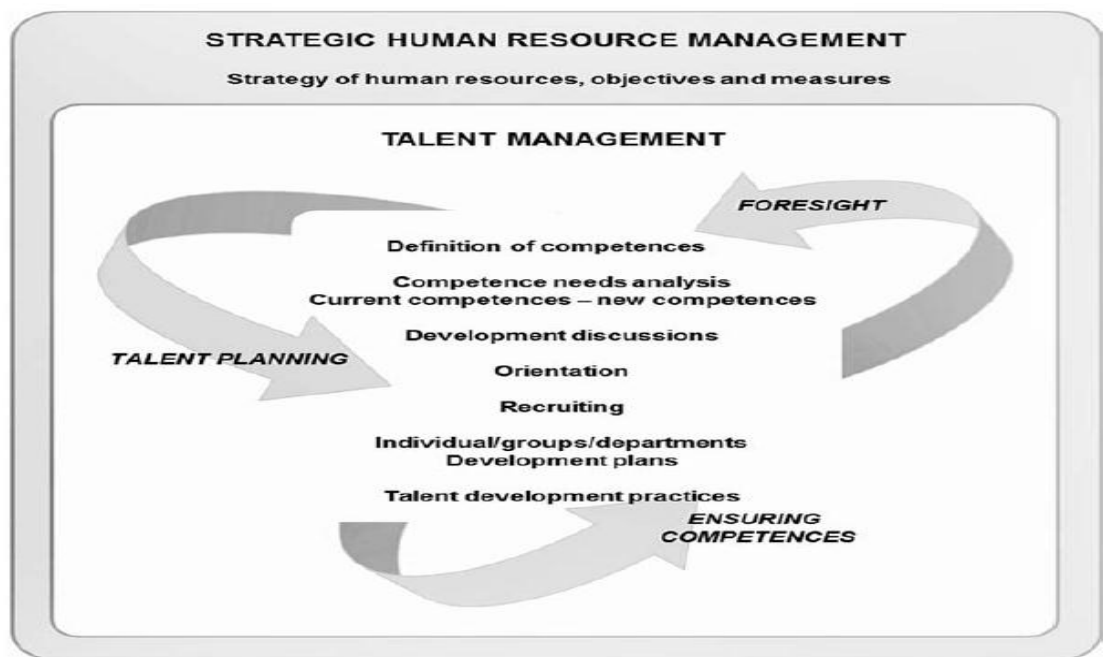 STRATEGIC HUMAN RESOURCE MANAGEMENT
Strategy of human resources, objectives and measures
TALENT MANAGEMENT
FORESIGHT
Definition of competences
Competence needs analysis
Current competences – new competences
Development discussions
TALENT PLANNING
Orientation
Recruiting
Individual/groups/departments
Development plans
Talent development practices
ENSURING
COMPETENCES